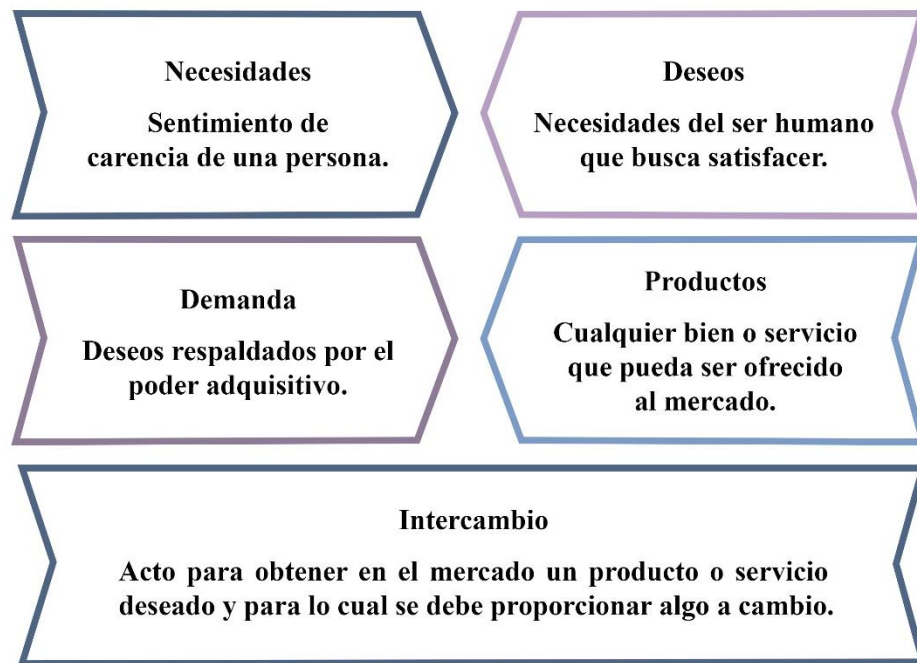 Necesidades
Sentimiento de
carencia de una persona.
Deseos
Necesidades del ser humano
que busca satisfacer.
Demanda
Deseos respaldados por el
poder adquisitivo.
Productos
Cualquier bien o servicio
que pueda ser ofrecido
al mercado.
Intercambio
Acto para obtener en el mercado un producto o servicio
deseado y para lo cual se debe proporcionar algo a cambio.